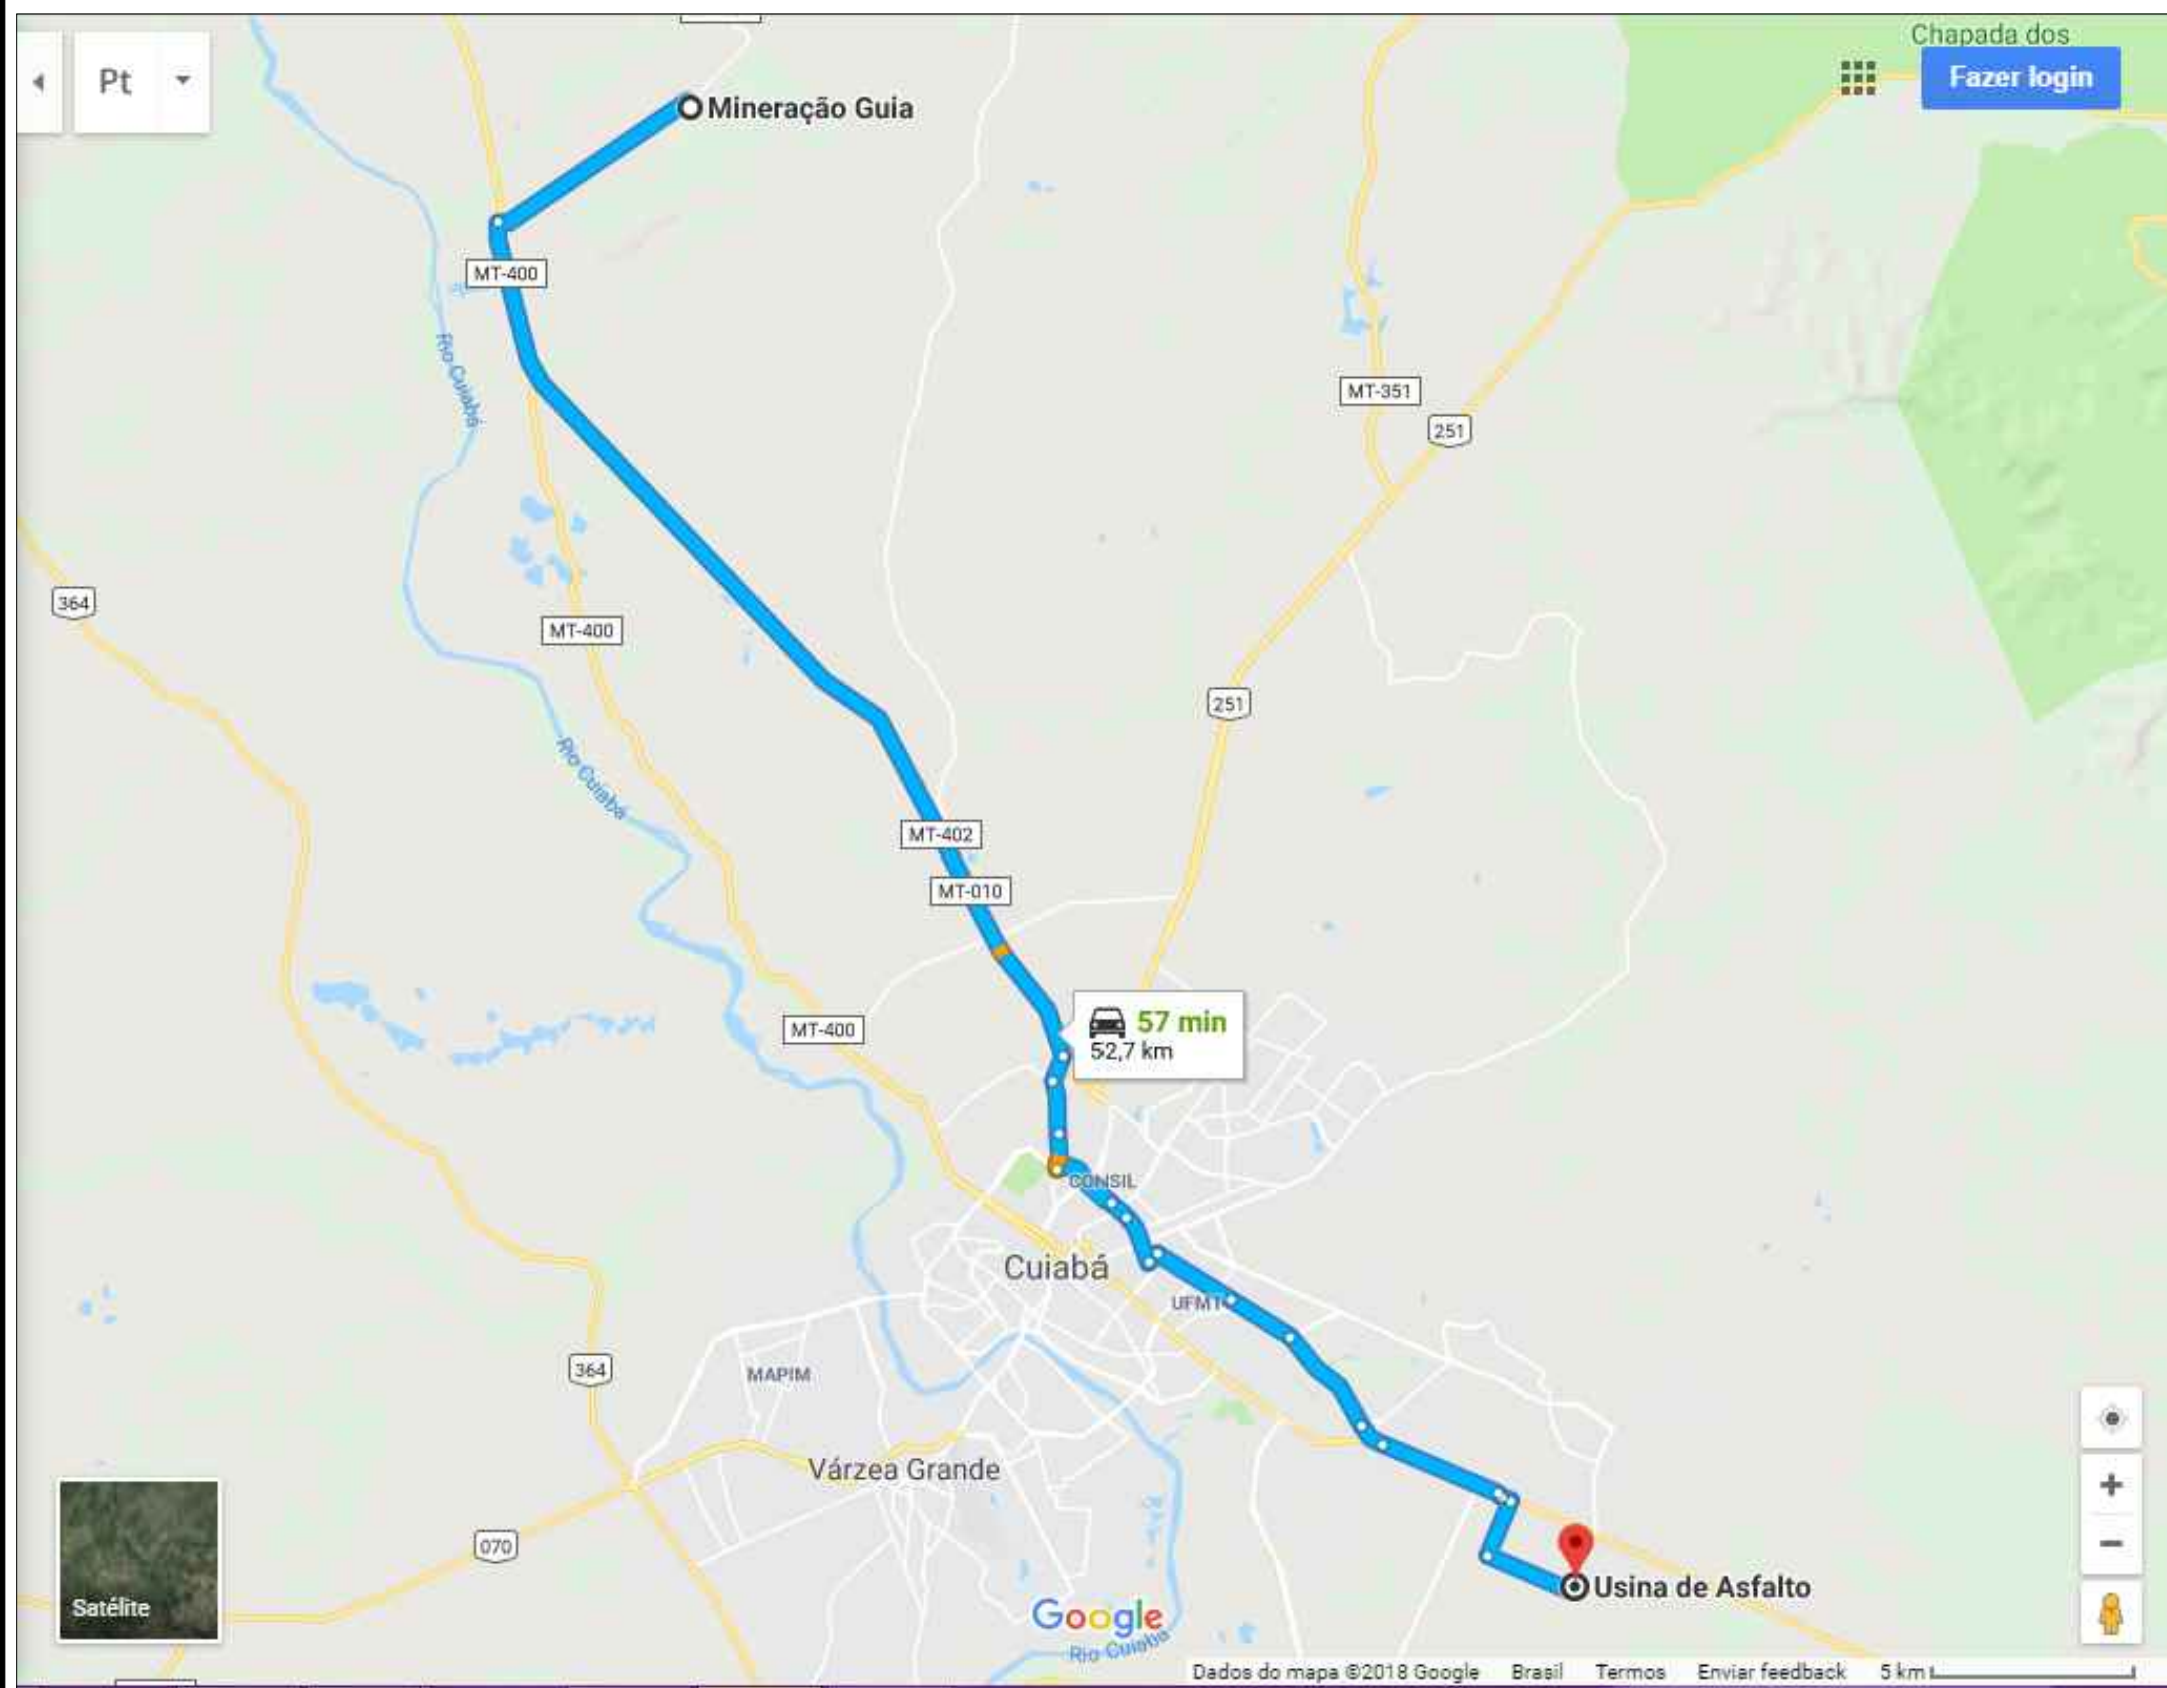 Chapada dos
Pt
Fazer login
Mineração Guia
MT-400
Rio Cuiabá
MT-351
251
364
MT-400
251
Rio Cuiabá
MT-402
MT-010
57 min
52,7 km
MT-400
CONSIL
Cuiabá
UFMT
364
MAPIM
Várzea Grande
070
Usina de Asfalto
Satélite
Google
Rio Cuiabá
Dados do mapa ©2018 Google Brasil Termos Enviar feedback 5 km